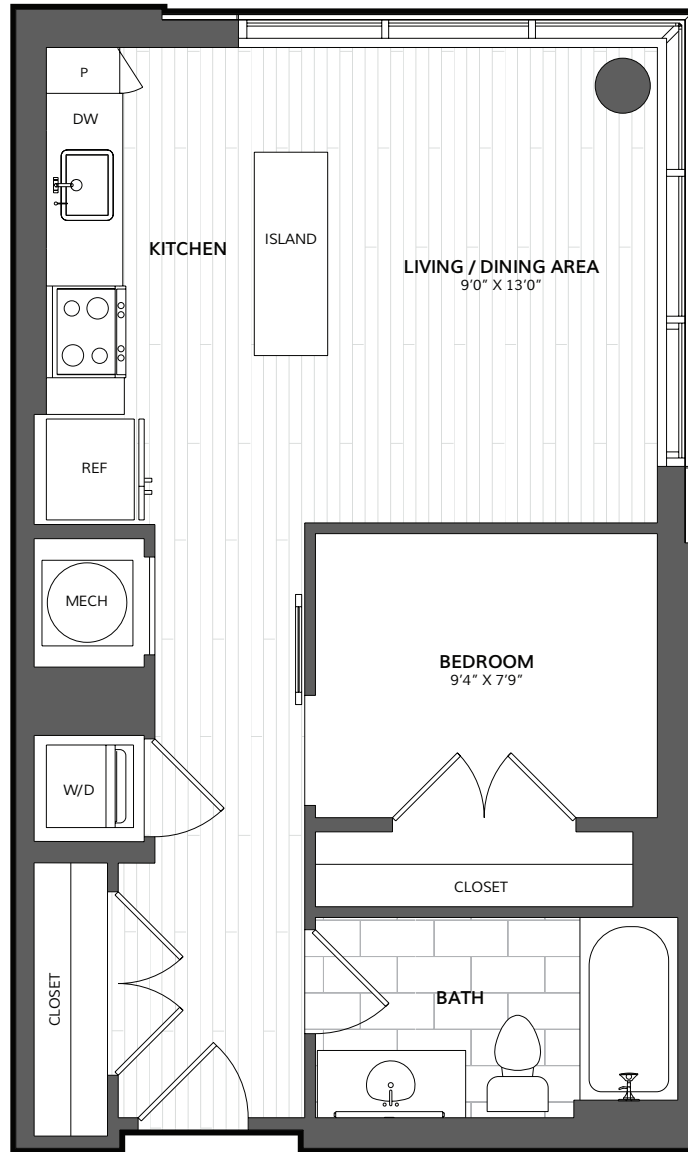 P
DW
KITCHEN
ISLAND
LIVING / DINING AREA
9'0" X 13'0"
REF
MECH
BEDROOM
9'4" X 7'9"
W/D
CLOSET
CLOSET
BATH